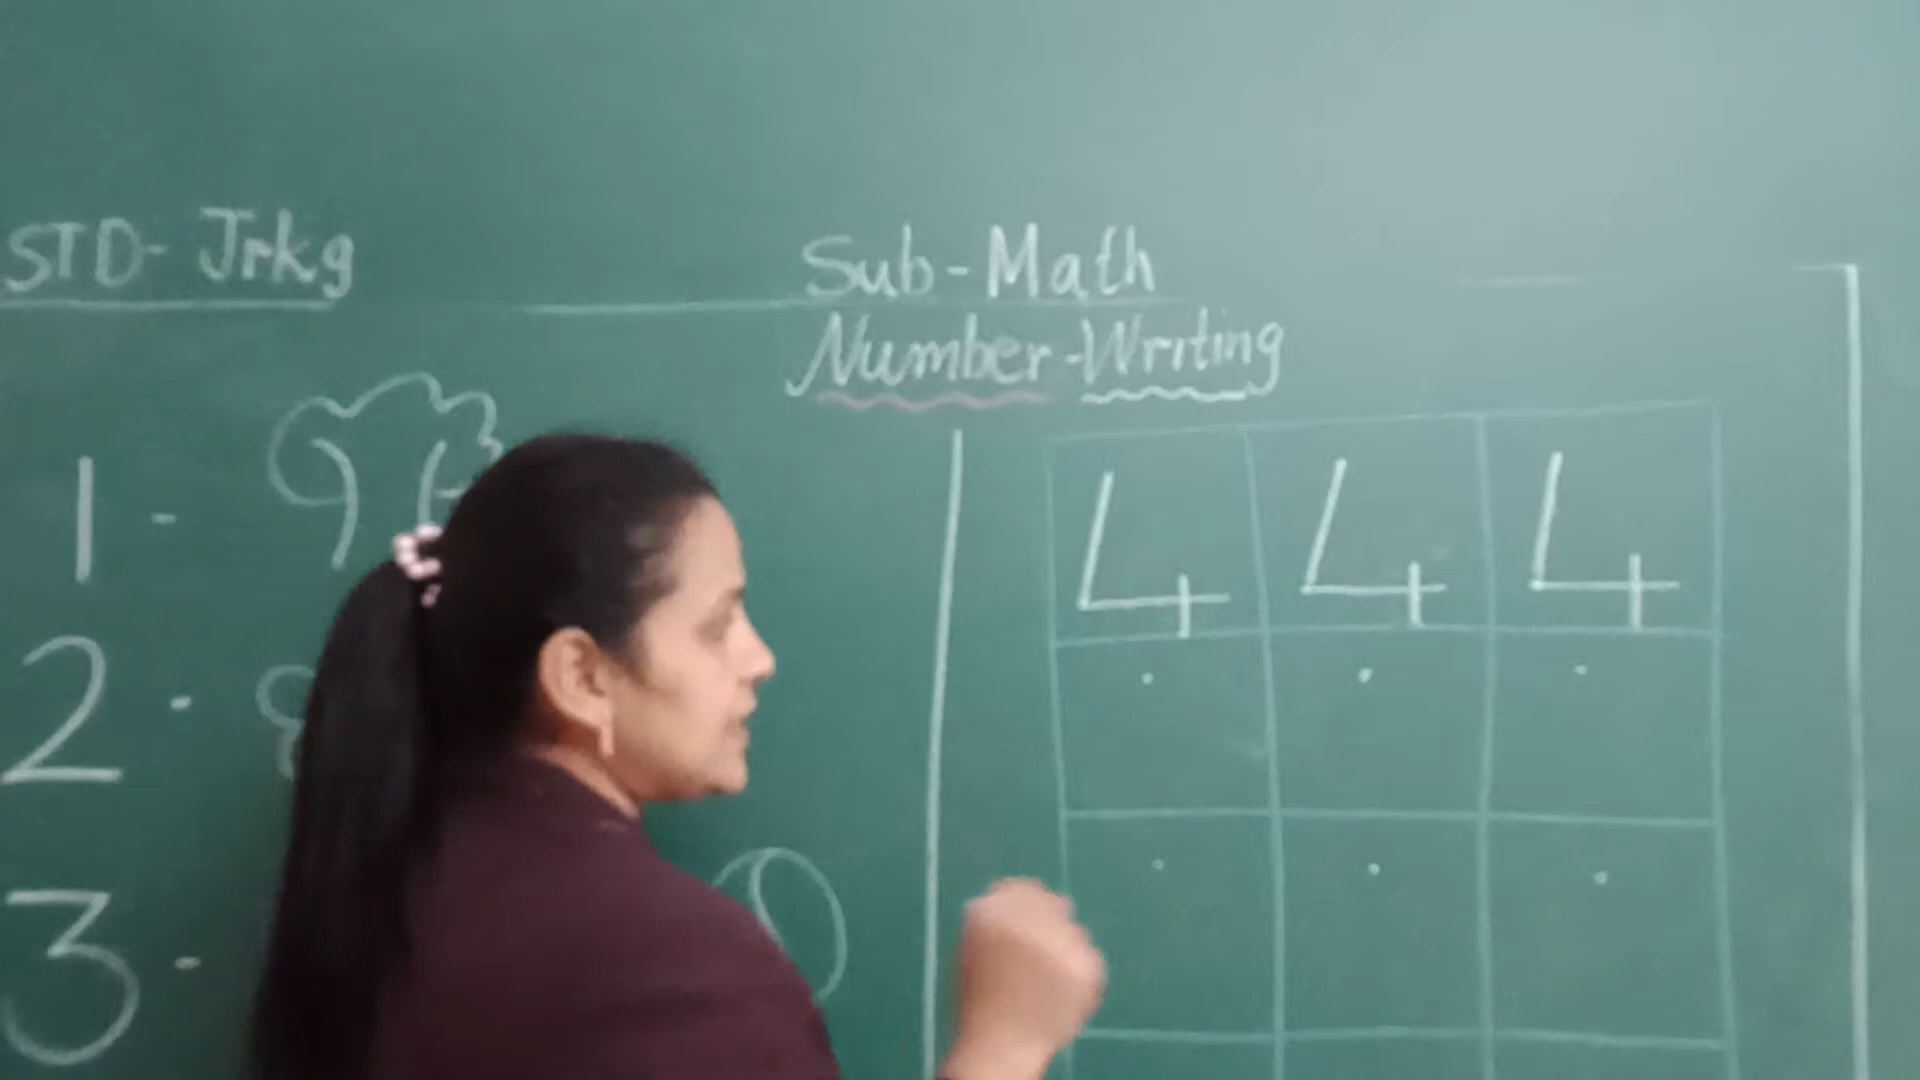 STD- Jrkg
Sub-Math
Number-Writing
1 -
2 -
3 -
4 4 4